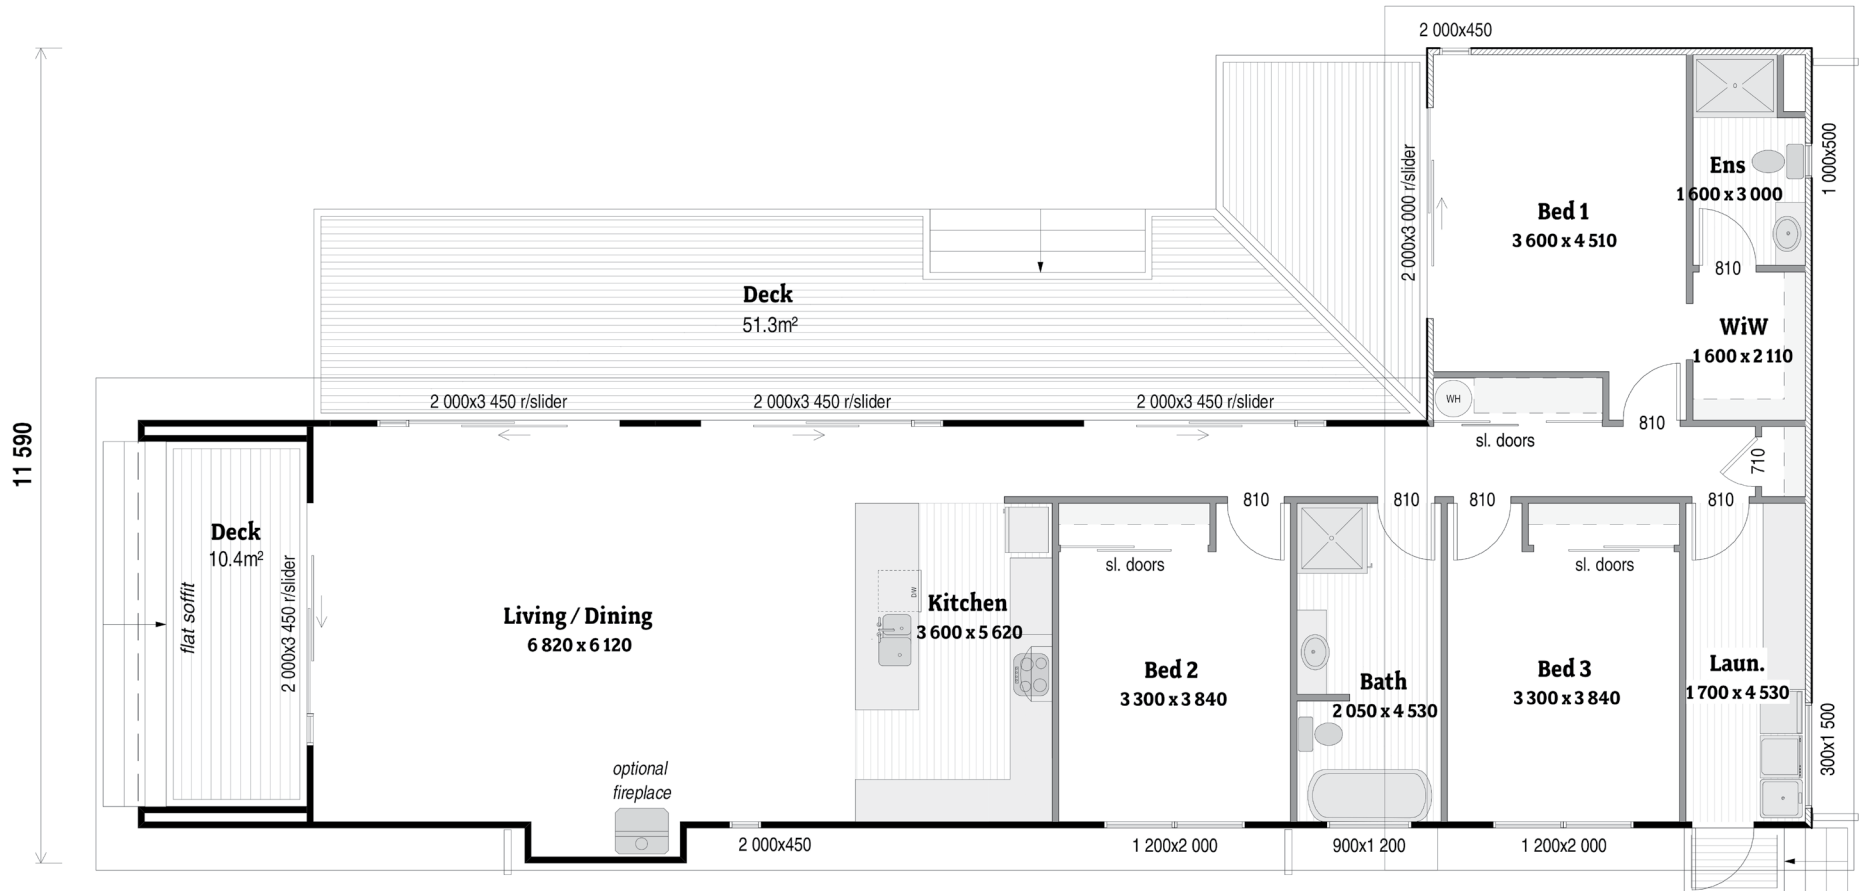 2 000x450
1 000x500
Ens
1 600 x 3 000
2 000x3 000 r/slider
Bed 1
3 600 x 4 510
810
Deck
51.3m²
WiW
1 600 x 2 110
2 000x3 450 r/slider
2 000x3 450 r/slider
2 000x3 450 r/slider
WH
810
sl. doors
710
11 590
810
810
810
810
Deck
10.4m²
flat soffit
2 000x3 450 r/slider
sl. doors
sl. doors
Living / Dining
6 820 x 6 120
DW
Kitchen
3 600 x 5 620
Bed 2
3 300 x 3 840
Bath
2 050 x 4 530
Bed 3
3 300 x 3 840
Laun.
1 700 x 4 530
300x1 500
optional
fireplace
2 000x450
1 200x2 000
900x1 200
1 200x2 000